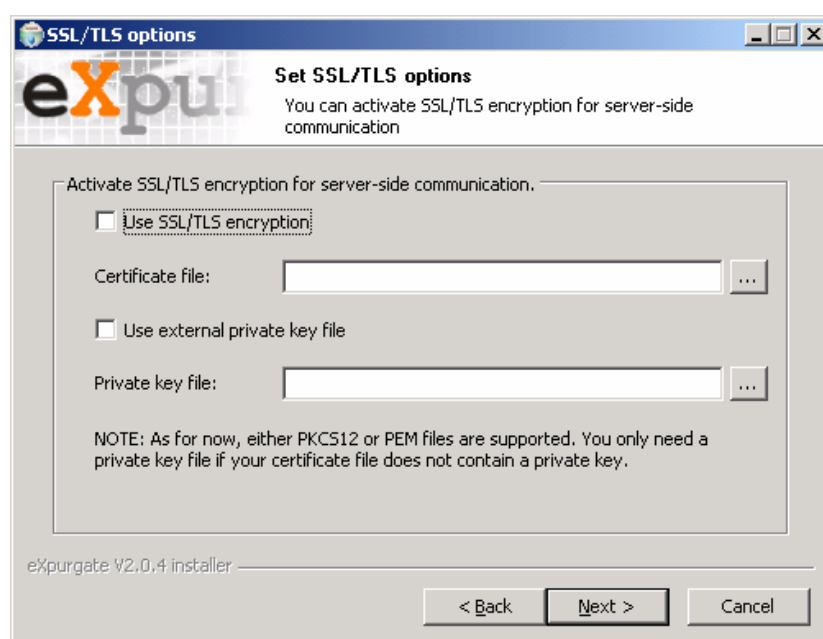 SSL/TLS options
eXpur
Set SSL/TLS options
You can activate SSL/TLS encryption for server-side
communication
Activate SSL/TLS encryption for server-side communication.
Use SSL/TLS encryption
Certificate file:
...
Use external private key file
Private key file:
...
NOTE: As for now, either PKCS12 or PEM files are supported. You only need a
private key file if your certificate file does not contain a private key.
eXpurgate V2.0.4 installer
< Back
Next >
Cancel